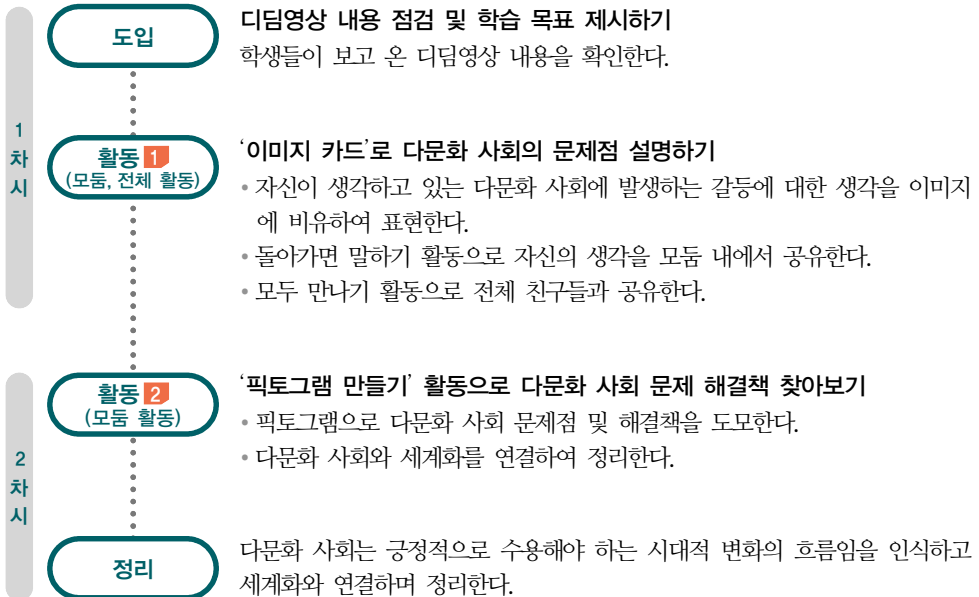 도입
디딤영상 내용 점검 및 학습 목표 제시하기
학생들이 보고 온 디딤영상 내용을 확인한다.
1
차
시
활동 1
(모둠, 전체 활동)
'이미지 카드'로 다문화 사회의 문제점 설명하기
• 자신이 생각하고 있는 다문화 사회에 발생하는 갈등에 대한 생각을 이미지
에 비유하여 표현한다.
• 돌아가면 말하기 활동으로 자신의 생각을 모둠 내에서 공유한다.
• 모두 만나기 활동으로 전체 친구들과 공유한다.
2
차
시
활동 2
(모둠 활동)
'픽토그램 만들기' 활동으로 다문화 사회 문제 해결책 찾아보기
• 픽토그램으로 다문화 사회 문제점 및 해결책을 도모한다.
• 다문화 사회와 세계화를 연결하여 정리한다.
정리
다문화 사회는 긍정적으로 수용해야 하는 시대적 변화의 흐름임을 인식하고
세계화와 연결하며 정리한다.